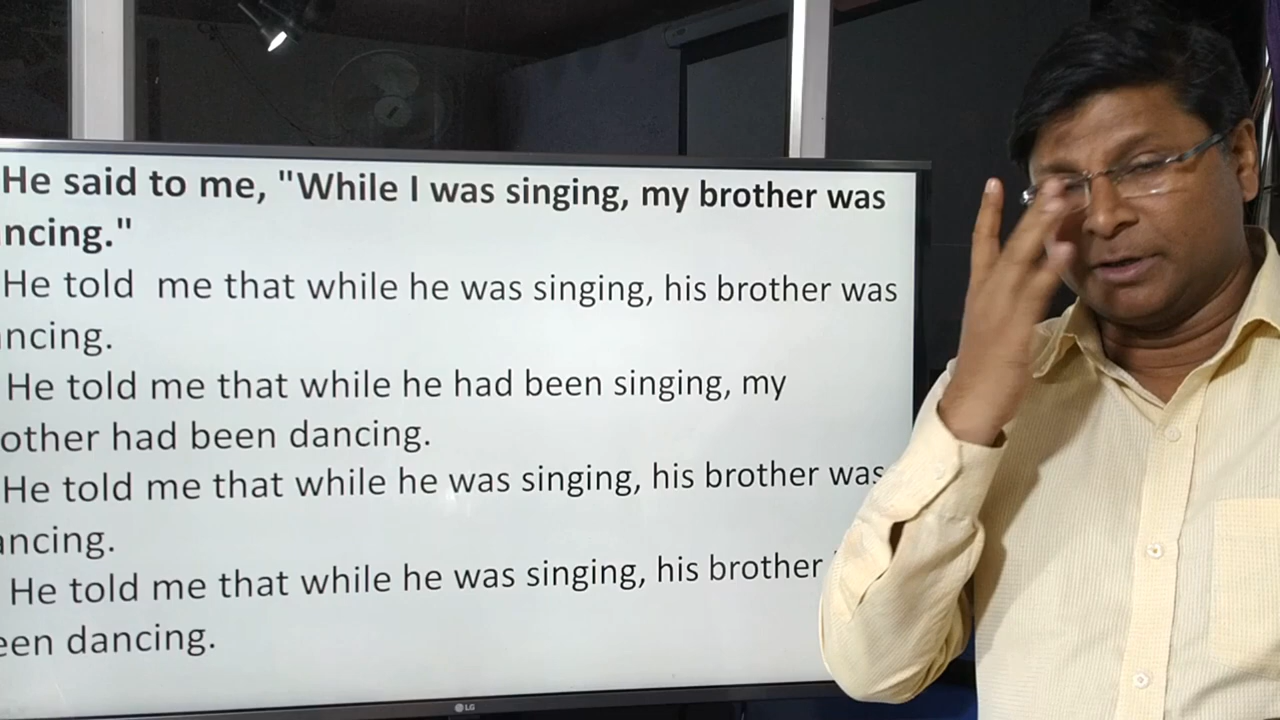 He said to me, "While I was singing, my brother was
ncing."
He told me that while he was singing, his brother was
ncing.
He told me that while he had been singing, my
other had been dancing.
He told me that while he was singing, his brother was
ancing.
He told me that while he was singing, his brother
een dancing.
LG